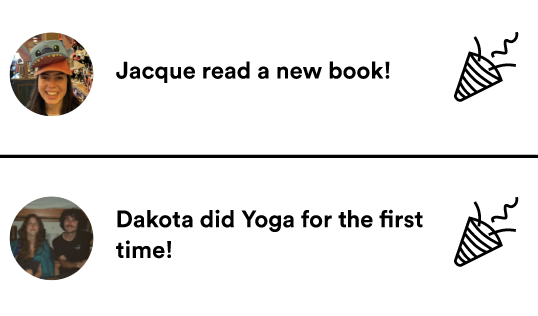 Jacque read a new book!
Dakota did Yoga for the first
time!